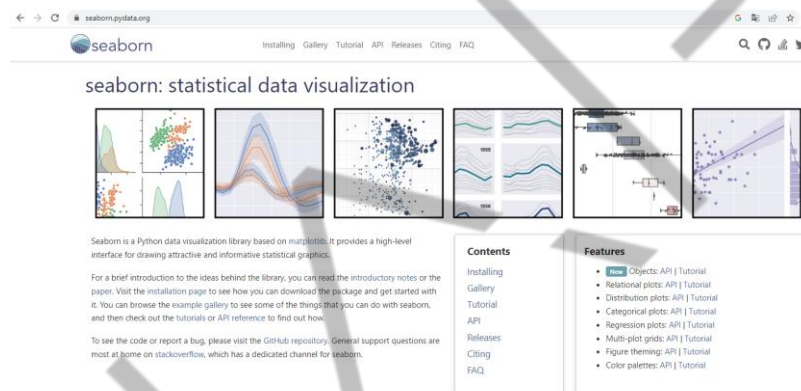 seaborn.pydata.org
seaborn
Installing Gallery Tutorial API Releases Citing FAQ
seaborn: statistical data visualization
Seaborn is a Python data visualization library based on matplotlib. It provides a high-level
interface for drawing attractive and informative statistical graphics.
For a brief introduction to the ideas behind the library, you can read the introductory notes or the
paper. Visit the installation page to see how you can download the package and get started with
it. You can browse the example gallery to see some of the things that you can do with seaborn,
and then check out the tutorials or API reference to find out how.
To see the code or report a bug, please visit the GitHub repository. General support questions are
most at home on stackoverflow, which has a dedicated channel for seaborn.
Contents
Installing
Gallery
Tutorial
API
Releases
Citing
FAQ
Features
New Objects: API | Tutorial
Relational plots: API | Tutorial
Distribution plots: API | Tutorial
Categorical plots: API | Tutorial
Regression plots: API | Tutorial
Multi-plot grids: API | Tutorial
Figure theming: API | Tutorial
Color palettes: API | Tutorial